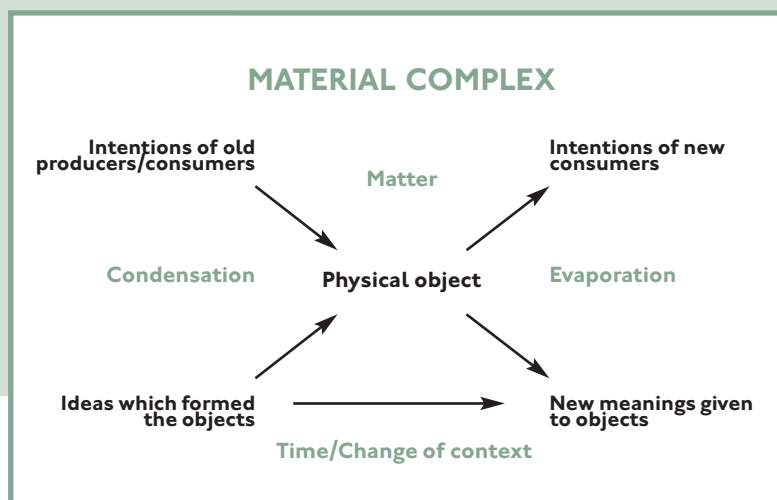 MATERIAL COMPLEX
Intentions of old
producers/consumers
Intentions of new
consumers
Matter
Condensation
Physical object
Evaporation
Ideas which formed
the objects
New meanings given
to objects
Time/Change of context